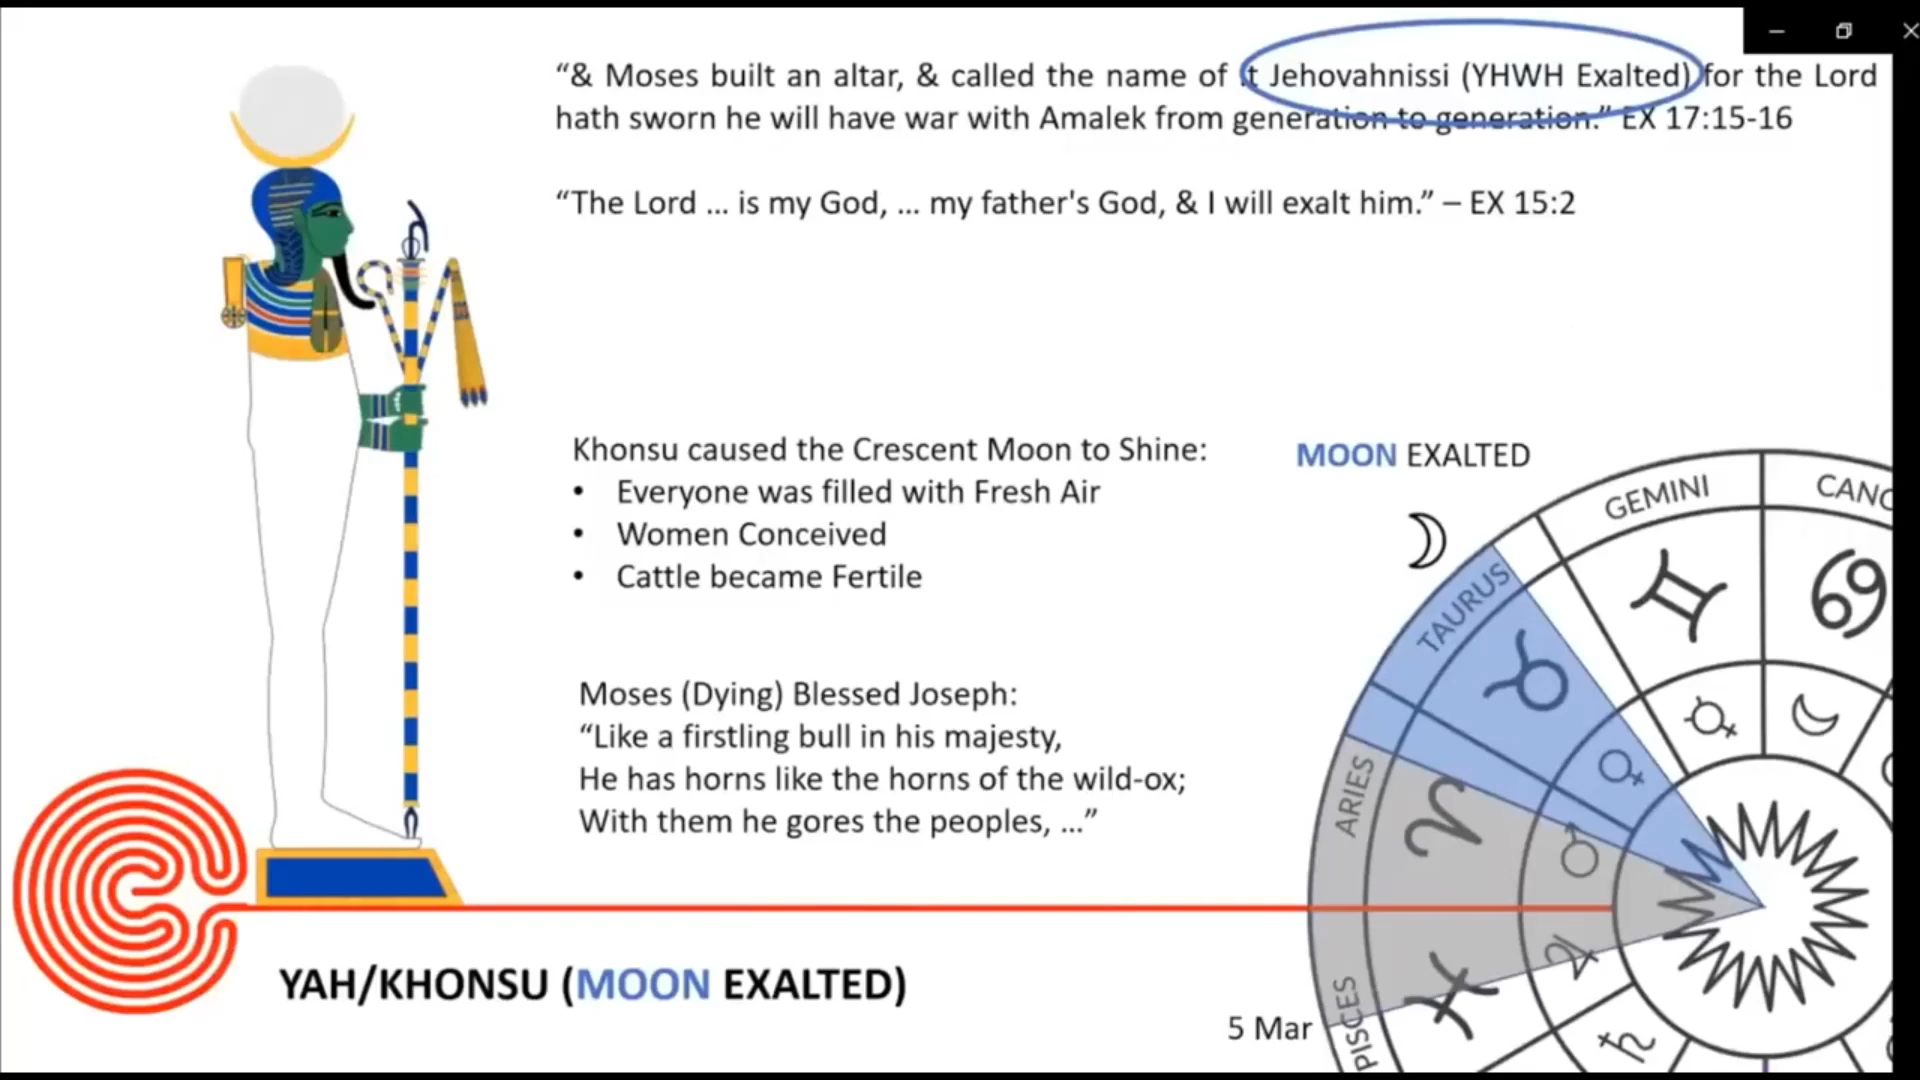 “& Moses built an altar, & called the name of it Jehovahnissi (YHWH Exalted) for the Lord
hath sworn he will have war with Amalek from generation to generation.” EX 17:15-16
“The Lord ... is my God, ... my father's God, & I will exalt him.” – EX 15:2
Khonsu caused the Crescent Moon to Shine:
• Everyone was filled with Fresh Air
• Women Conceived
• Cattle became Fertile
MOON EXALTED
GEMINI
CANC
TAURUS
ARIES
PISCES
Moses (Dying) Blessed Joseph:
“Like a firstling bull in his majesty,
He has horns like the horns of the wild-ox;
With them he gores the peoples, ...”
YAH/KHONSU (MOON EXALTED)
5 Mar